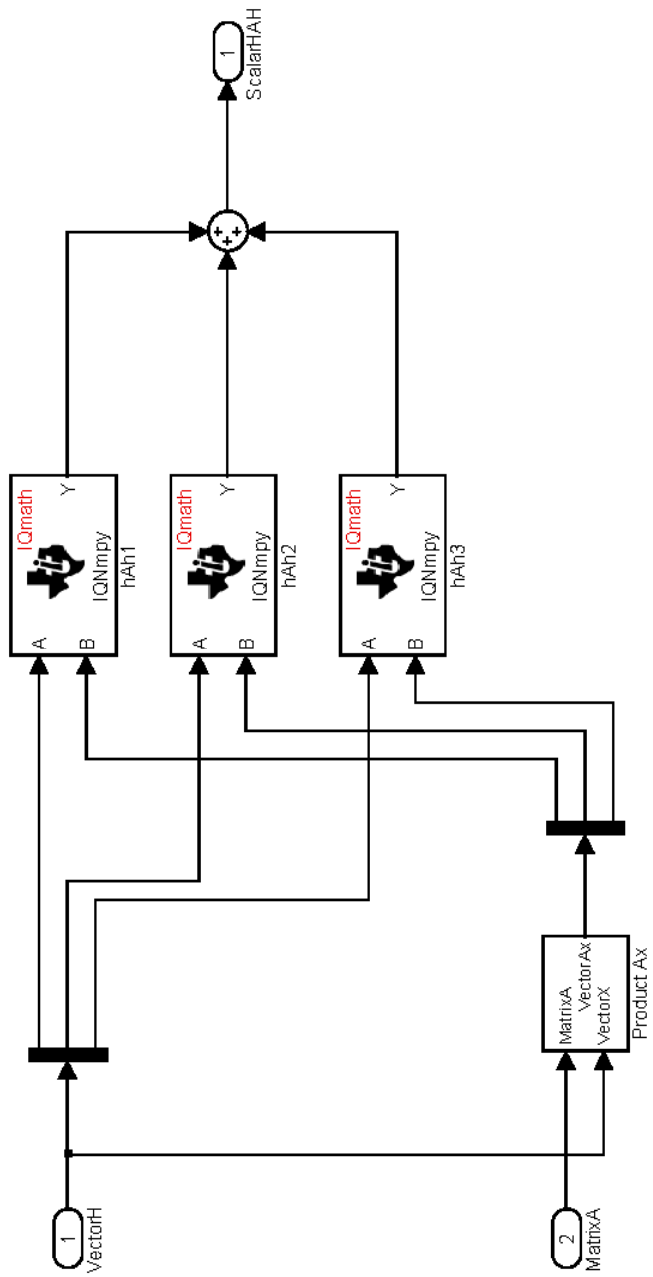 1
VectorH
2
MatrixA
MatrixA
VectorAx
VectorX
Product Ax
IQmath
A
Y
B
IQNmpy
hAh1
IQmath
A
Y
B
IQNmpy
hAh2
IQmath
A
Y
B
IQNmpy
hAh3
+
+
+
1
ScalarHAH